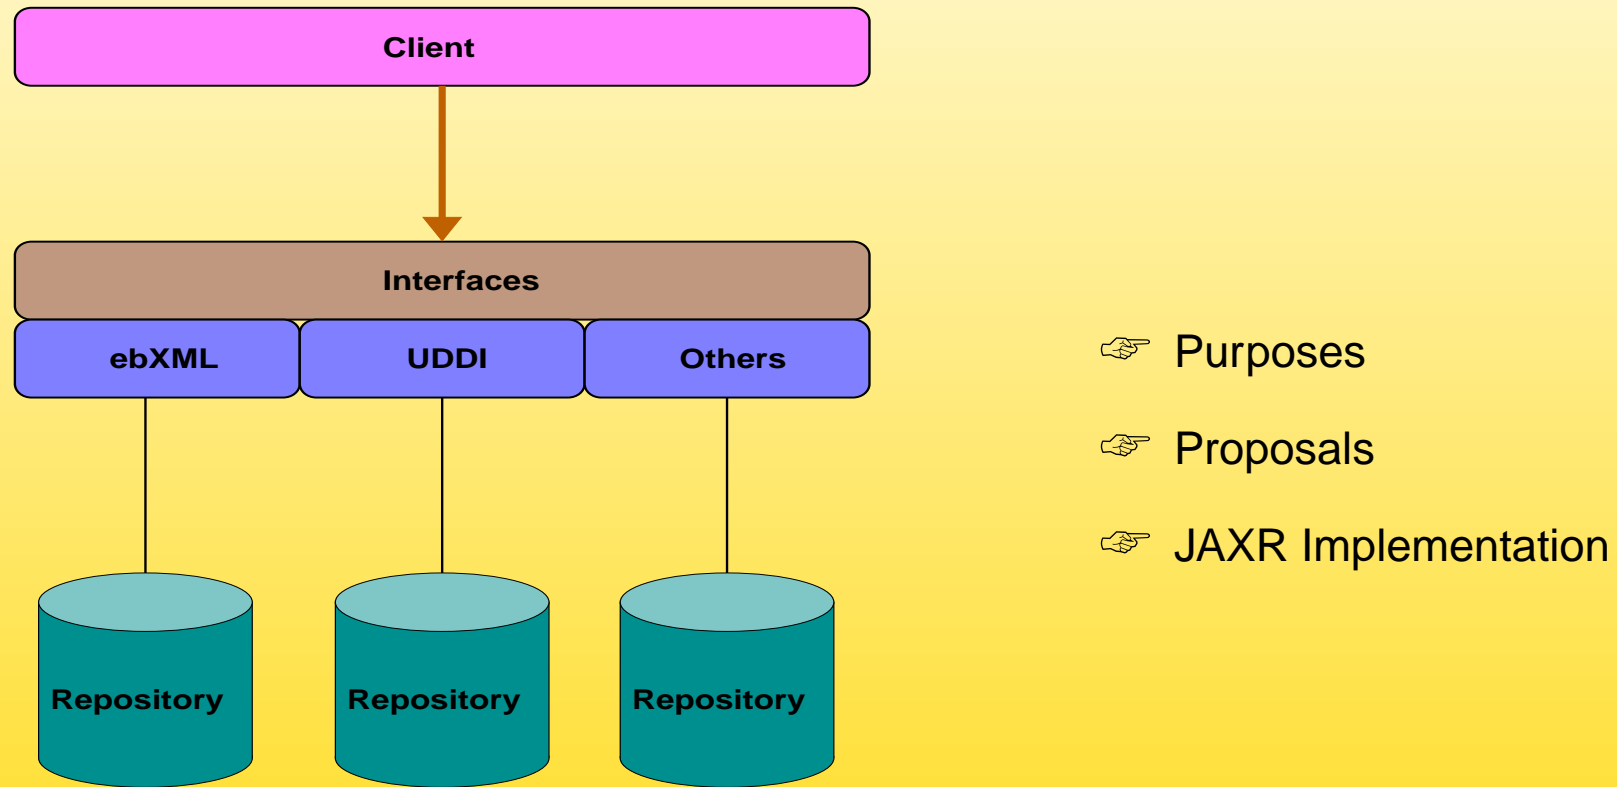 Client
Interfaces
ebXML UDDI Others
Repository Repository Repository
☞ Purposes
☞ Proposals
☞ JAXR Implementation